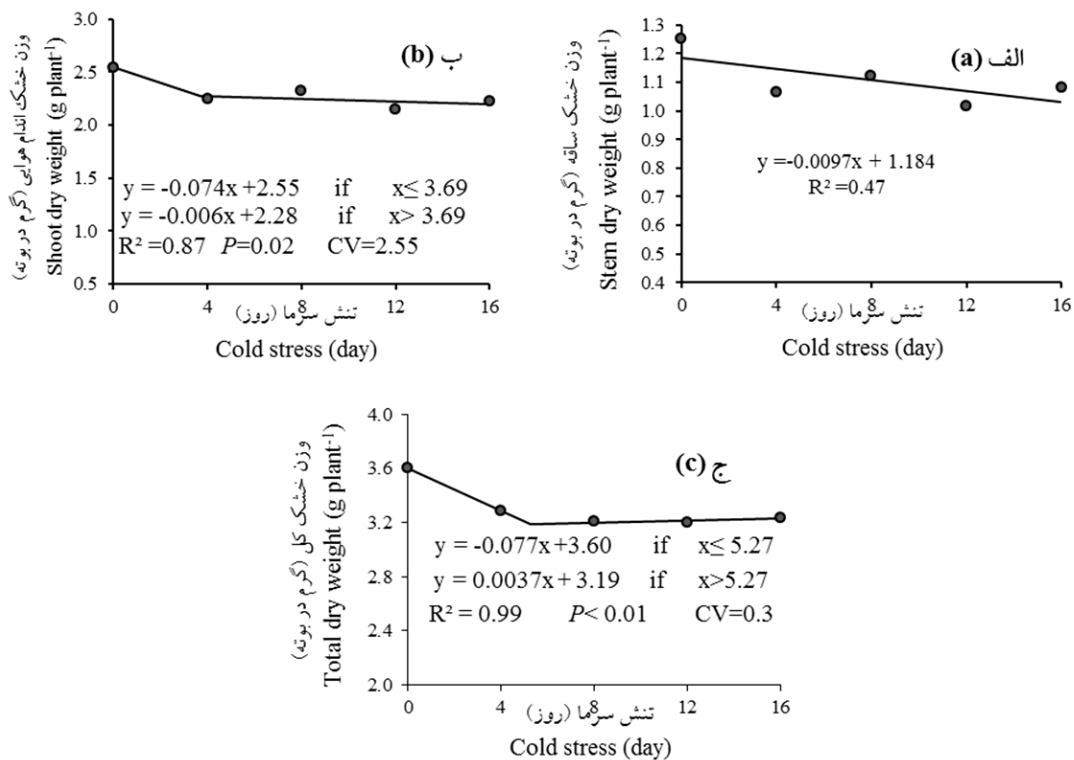 ب (b)
وزن خشک اندام هوایی (گرم در بوته)
Shoot dry weight (g plant⁻¹)
3.0
2.5
2.0
1.5
1.0
0.5
y = -0.074x +2.55 if x≤ 3.69
y = -0.006x +2.28 if x> 3.69
R² =0.87 P=0.02 CV=2.55
0 4 8 12 16
تنش سرما (روز)
Cold stress (day)
الف (a)
وزن خشک ساقه (گرم در بوته)
Stem dry weight (g plant⁻¹)
1.3
1.2
1.1
1.0
0.9
0.8
0.7
0.6
0.5
0.4
y =-0.0097x + 1.184
R² =0.47
0 4 8 12 16
تنش سرما (روز)
Cold stress (day)
ج (c)
وزن خشک کل (گرم در بوته)
Total dry weight (g plant⁻¹)
4.0
3.6
3.2
2.8
2.4
2.0
y = -0.077x +3.60 if x≤ 5.27
y = 0.0037x + 3.19 if x>5.27
R² = 0.99 P< 0.01 CV=0.3
0 4 8 12 16
تنش سرما (روز)
Cold stress (day)